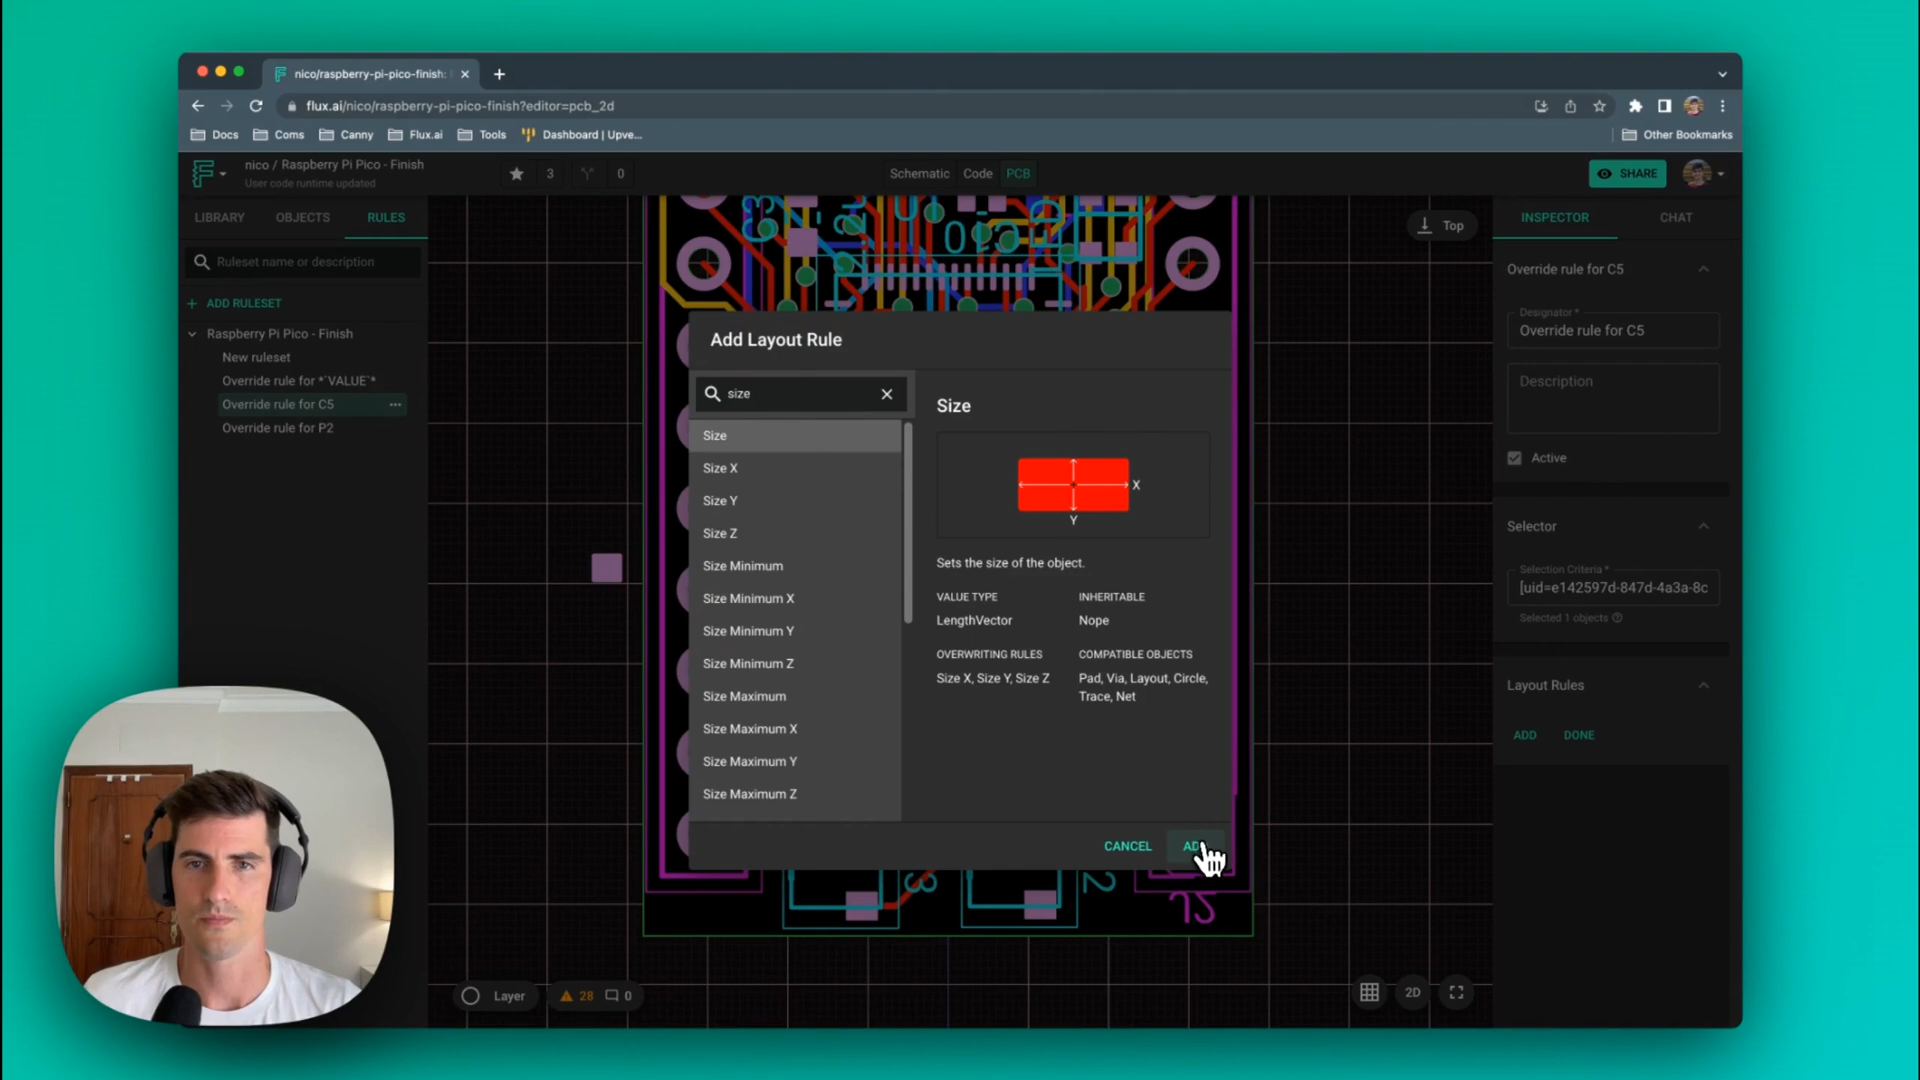 nico/raspberry-pi-pico-finish:
flux.ai/nico/raspberry-pi-pico-finish?editor=pcb_2d
Docs
Coms
Canny
Flux.ai
Tools
Dashboard | Upve...
Other Bookmarks
nico / Raspberry Pi Pico - Finish
User code runtime updated
3
0
Schematic
Code
PCB
SHARE
LIBRARY
OBJECTS
RULES
Ruleset name or description
+ ADD RULESET
Raspberry Pi Pico - Finish
New ruleset
Override rule for *`VALUE`*
Override rule for C5
Override rule for P2
Top
Add Layout Rule
size
Size
Size X
Size Y
Size Z
Size Minimum
Size Minimum X
Size Minimum Y
Size Minimum Z
Size Maximum
Size Maximum X
Size Maximum Y
Size Maximum Z
Size
X
Y
Sets the size of the object.
VALUE TYPE
LengthVector
INHERITABLE
Nope
OVERWRITING RULES
Size X, Size Y, Size Z
COMPATIBLE OBJECTS
Pad, Via, Layout, Circle,
Trace, Net
CANCEL
J2
Layer
28
0
2D
INSPECTOR
CHAT
Override rule for C5
Designator *
Override rule for C5
Description
Active
Selector
Selection Criteria *
[uid=e142597d-847d-4a3a-8c
Selected 1 objects
Layout Rules
ADD
DONE